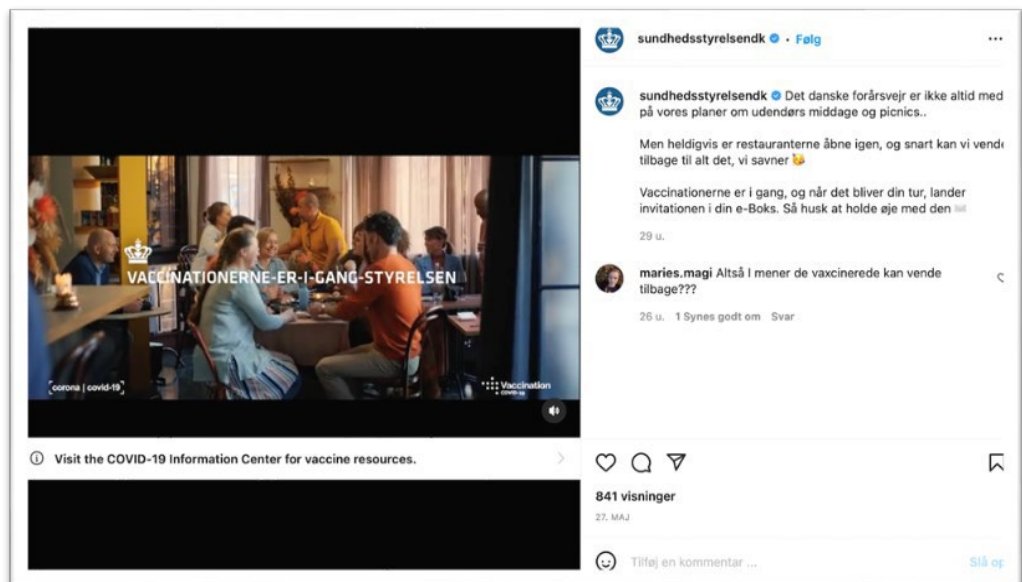 sundhedsstyrelsendk • Følg
sundhedsstyrelsendk Det danske forårsvejr er ikke altid med
på vores planer om udendørs middage og picnics..
Men heldigvis er restauranterne åbne igen, og snart kan vi vende
tilbage til alt det, vi savner
Vaccinationerne er i gang, og når det bliver din tur, lander
invitationen i din e-Boks. Så husk at holde øje med den
29 u.
maries.magi Altså I mener de vaxcinerede kan vende
tilbage???
26 u. 1 Synes godt om Svar
VACCINATIONERNE-ER-I-GANG-STYRELSEN
[corona | covid-19]
Vaccination
covid-19
Visit the COVID-19 Information Center for vaccine resources.
841 visninger
27. MAJ
Tilføj en kommentar ...
Slå op